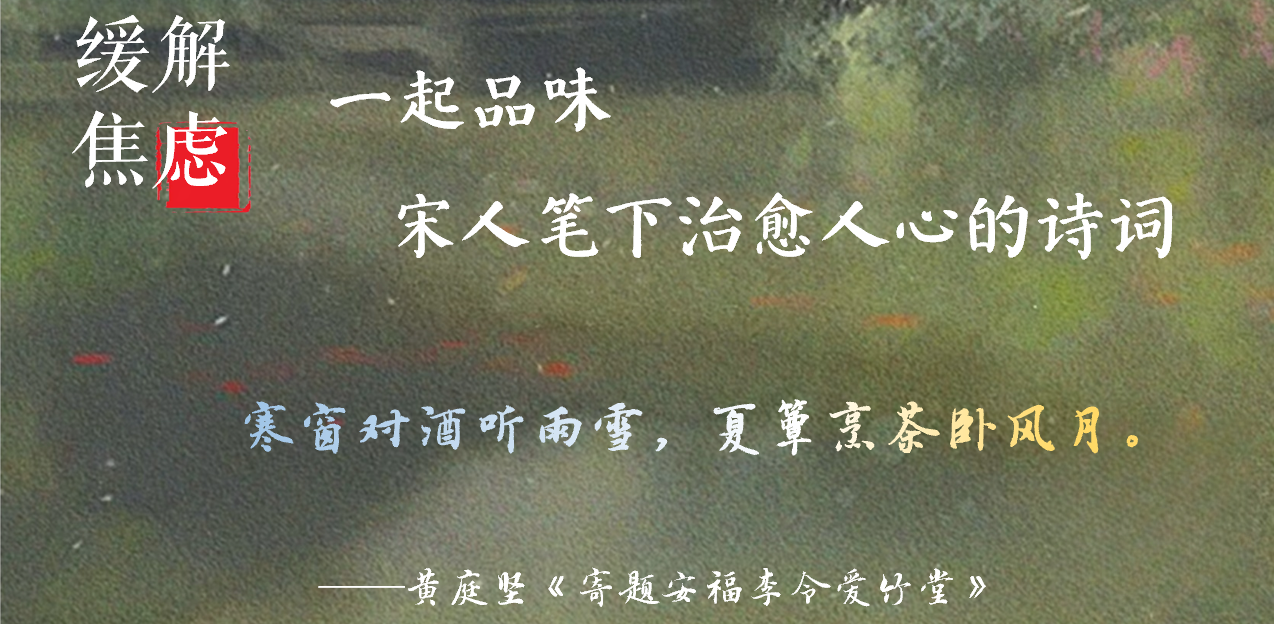 缓解
焦虑
一起品味
宋人笔下治愈人心的诗词
寒窗对酒听雨雪，夏簟烹茶卧风月。
——黄庭坚《寄题安福李令爱竹堂》